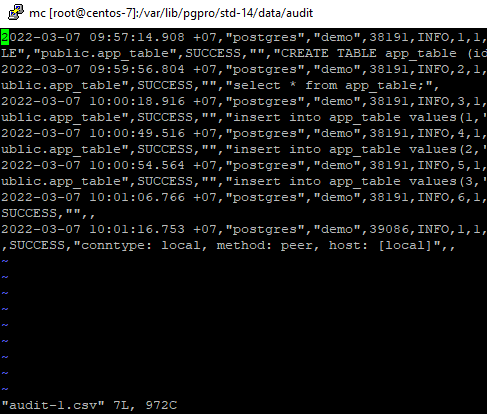 mc [root@centos-7]:/var/lib/pgpro/std-14/data/audit
2022-03-07 09:57:14.908 +07,"postgres","demo",38191,INFO,1,1,
LE","public.app_table",SUCCESS,"","CREATE TABLE app_table (id
2022-03-07 09:59:56.804 +07,"postgres","demo",38191,INFO,2,1,
ublic.app_table",SUCCESS,"","select * from app_table;",
2022-03-07 10:00:18.916 +07,"postgres","demo",38191,INFO,3,1,
ublic.app_table",SUCCESS,"","insert into app_table values(1,'
2022-03-07 10:00:49.516 +07,"postgres","demo",38191,INFO,4,1,
ublic.app_table",SUCCESS,"","insert into app_table values(2,'
2022-03-07 10:00:54.564 +07,"postgres","demo",38191,INFO,5,1,
ublic.app_table",SUCCESS,"","insert into app_table values(3,'
2022-03-07 10:01:06.766 +07,"postgres","demo",38191,INFO,6,1,
SUCCESS,"",,
2022-03-07 10:01:16.753 +07,"postgres","demo",39086,INFO,1,1,
,SUCCESS,"conntype: local, method: peer, host: [local]",,
~
~
~
~
~
~
~
~
~
"audit-1.csv" 7L, 972C